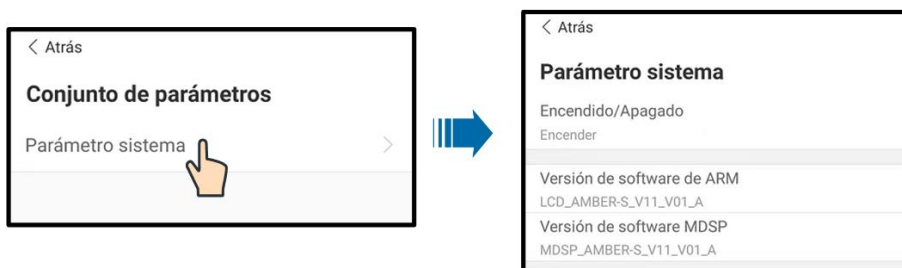 Atrás
Conjunto de parámetros
Parámetro sistema
Atrás
Parámetro sistema
Encendido/Apagado
Encender
Versión de software de ARM
LCD_AMBER-S_V11_V01_A
Versión de software MDSP
MDSP_AMBER-S_V11_V01_A